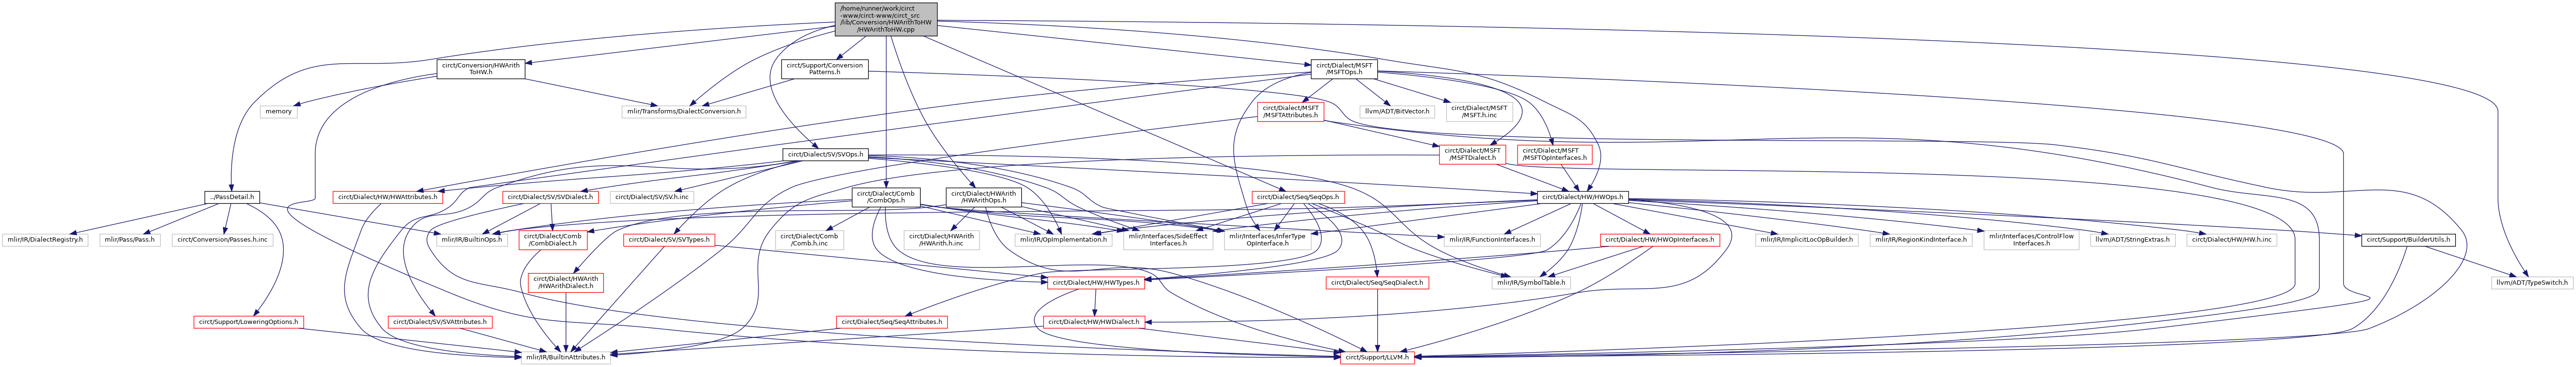 /home/runner/work/circt
-www/circt-www/circt_src
/lib/Conversion/HWArithToHW
/HWArithToHW.cpp
circt/Conversion/HWArith
ToHW.h
circt/Support/Conversion
Patterns.h
circt/Dialect/MSFT
/MSFTOps.h
memory
mlir/Transforms/DialectConversion.h
circt/Dialect/MSFT
/MSFTAttributes.h
llvm/ADT/BitVector.h
circt/Dialect/MSFT
/MSFT.h.inc
circt/Dialect/SV/SVOps.h
circt/Dialect/MSFT
/MSFTDialect.h
circt/Dialect/MSFT
/MSFTOpInterfaces.h
../PassDetail.h
circt/Dialect/HW/HWAttributes.h
circt/Dialect/SV/SVDialect.h
circt/Dialect/SV/SV.h.inc
circt/Dialect/Comb
/CombOps.h
circt/Dialect/HWArith
/HWArithOps.h
circt/Dialect/Seq/SeqOps.h
circt/Dialect/HW/HWOps.h
mlir/IR/DialectRegistry.h
mlir/Pass/Pass.h
circt/Conversion/Passes.h.inc
mlir/IR/BuiltinOps.h
circt/Dialect/Comb
/CombDialect.h
circt/Dialect/SV/SVTypes.h
circt/Dialect/Comb
/Comb.h.inc
circt/Dialect/HWArith
/HWArith.h.inc
mlir/IR/OpImplementation.h
mlir/Interfaces/SideEffect
Interfaces.h
mlir/Interfaces/InferType
OpInterface.h
mlir/IR/FunctionInterfaces.h
circt/Dialect/HW/HWOpInterfaces.h
mlir/IR/ImplicitLocOpBuilder.h
mlir/IR/RegionKindInterface.h
mlir/Interfaces/ControlFlow
Interfaces.h
llvm/ADT/StringExtras.h
circt/Dialect/HW/HW.h.inc
circt/Support/BuilderUtils.h
circt/Dialect/HWArith
/HWArithDialect.h
circt/Dialect/HW/HWTypes.h
circt/Dialect/Seq/SeqDialect.h
mlir/IR/SymbolTable.h
llvm/ADT/TypeSwitch.h
circt/Support/LoweringOptions.h
circt/Dialect/SV/SVAttributes.h
circt/Dialect/Seq/SeqAttributes.h
circt/Dialect/HW/HWDialect.h
mlir/IR/BuiltinAttributes.h
circt/Support/LLVM.h